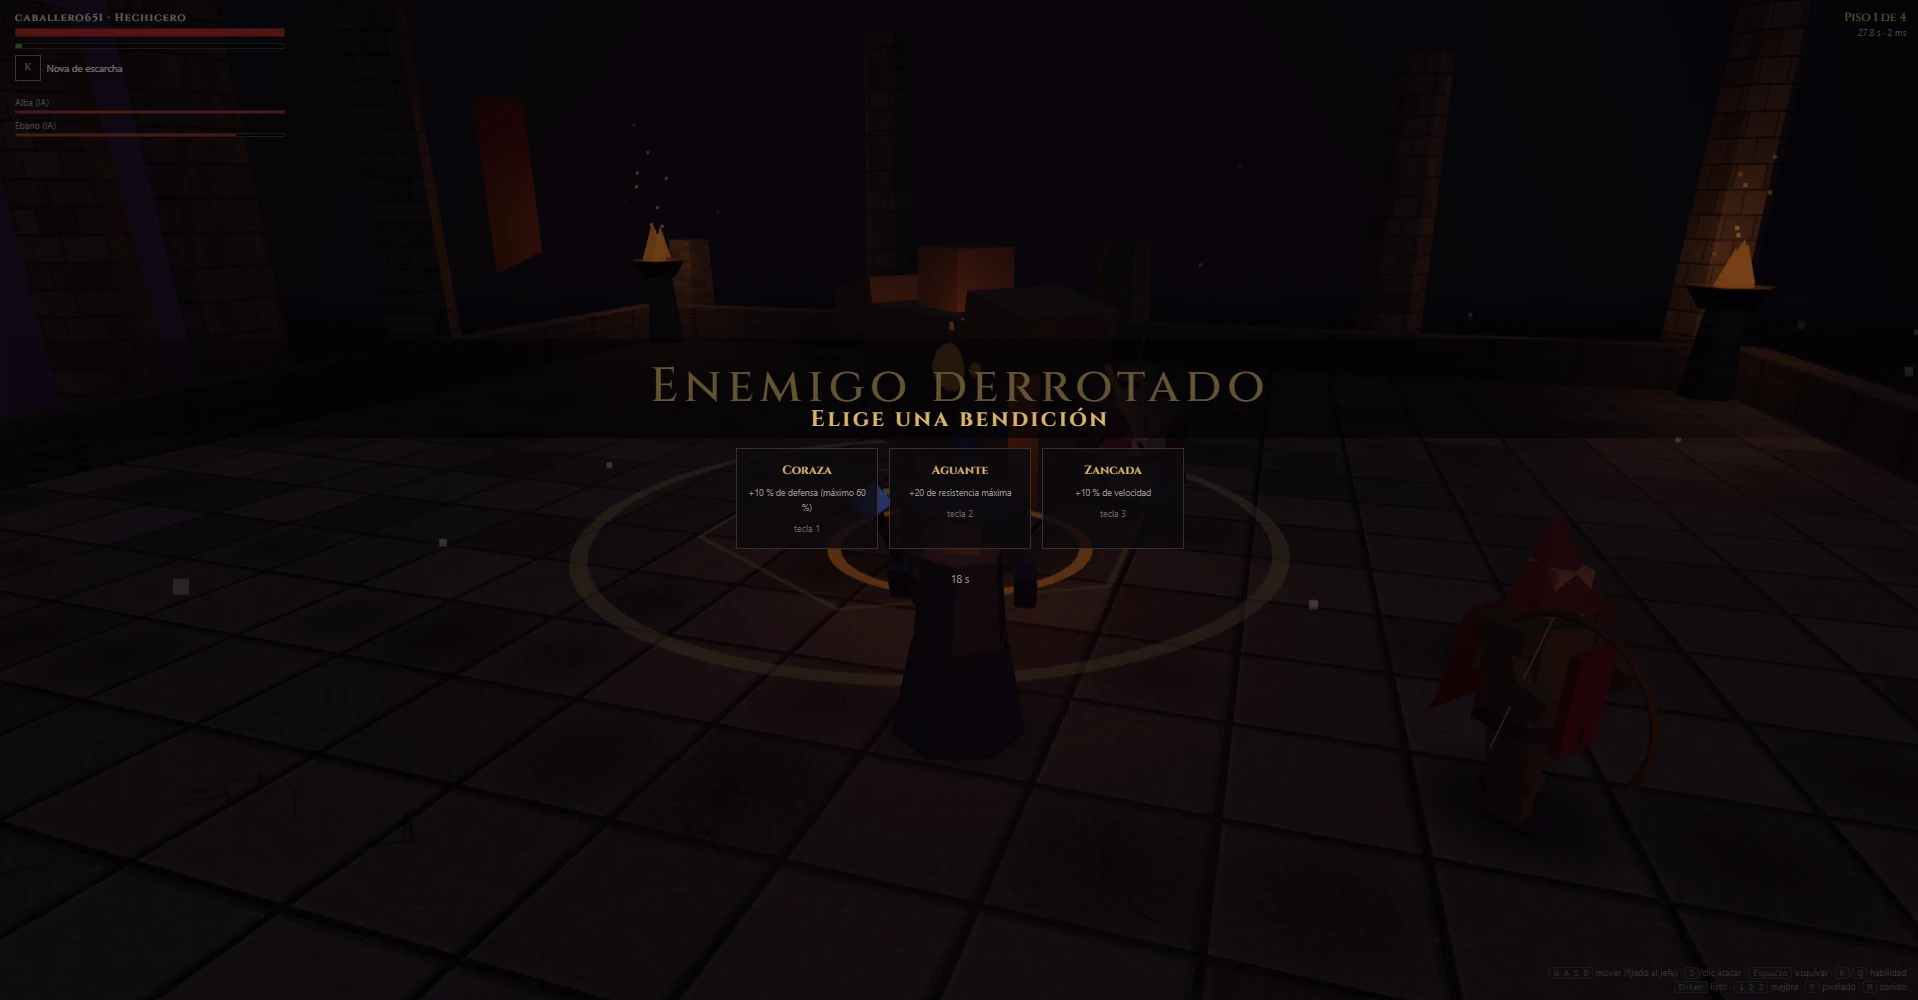 caballero651 · Hechicero
K Nova de escarcha
Alba (IA)
Ébano (IA)
Piso 1 de 4
27.8 s · 2 ms
Enemigo derrotado
Elige una bendición
Coraza
+10 % de defensa (máximo 60
%)
tecla 1
Aguante
+20 de resistencia máxima
tecla 2
Zancada
+10 % de velocidad
tecla 3
18 s
W A S D mover (fijado al jefe) · J /clic atacar · Espacio esquivar · K / Q habilidad
Enter listo · 1 2 3 mejora · P pixelado · M sonido